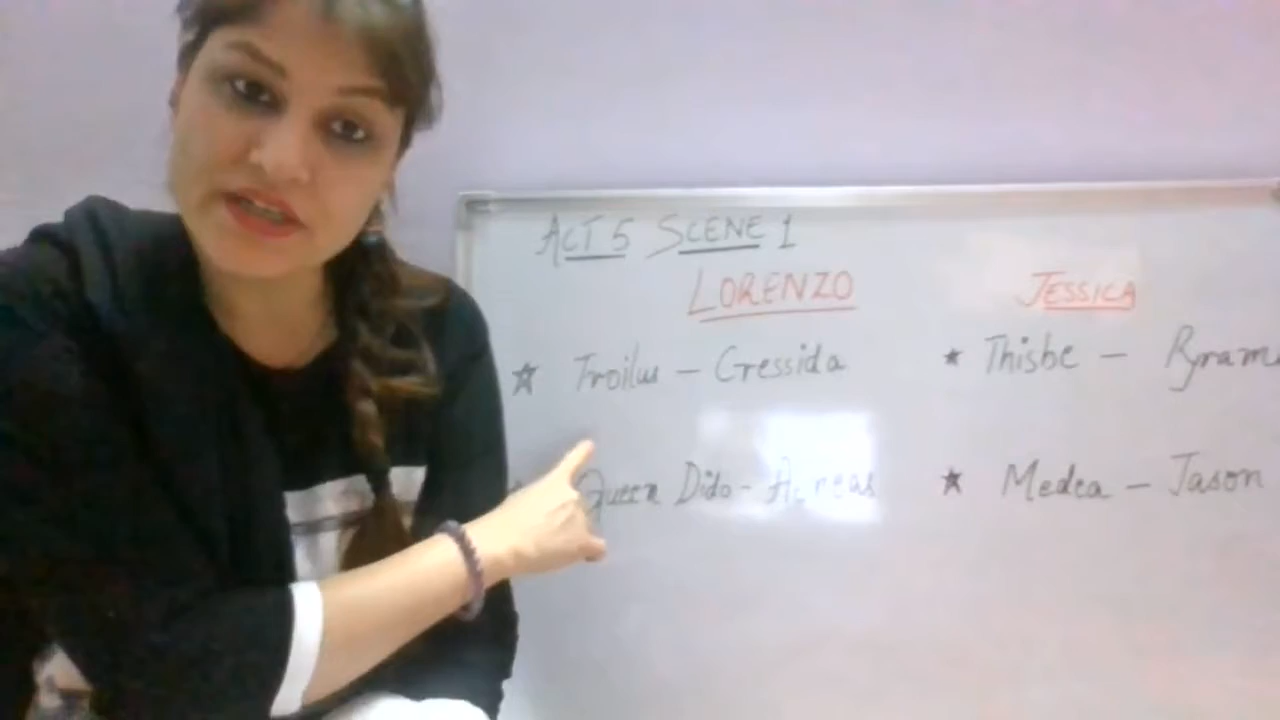 ACT 5 SCENE 1
LORENZO JESSICA
Troilus - Cressida Thisbe - Pyram
Queen Dido - Medea - Jason